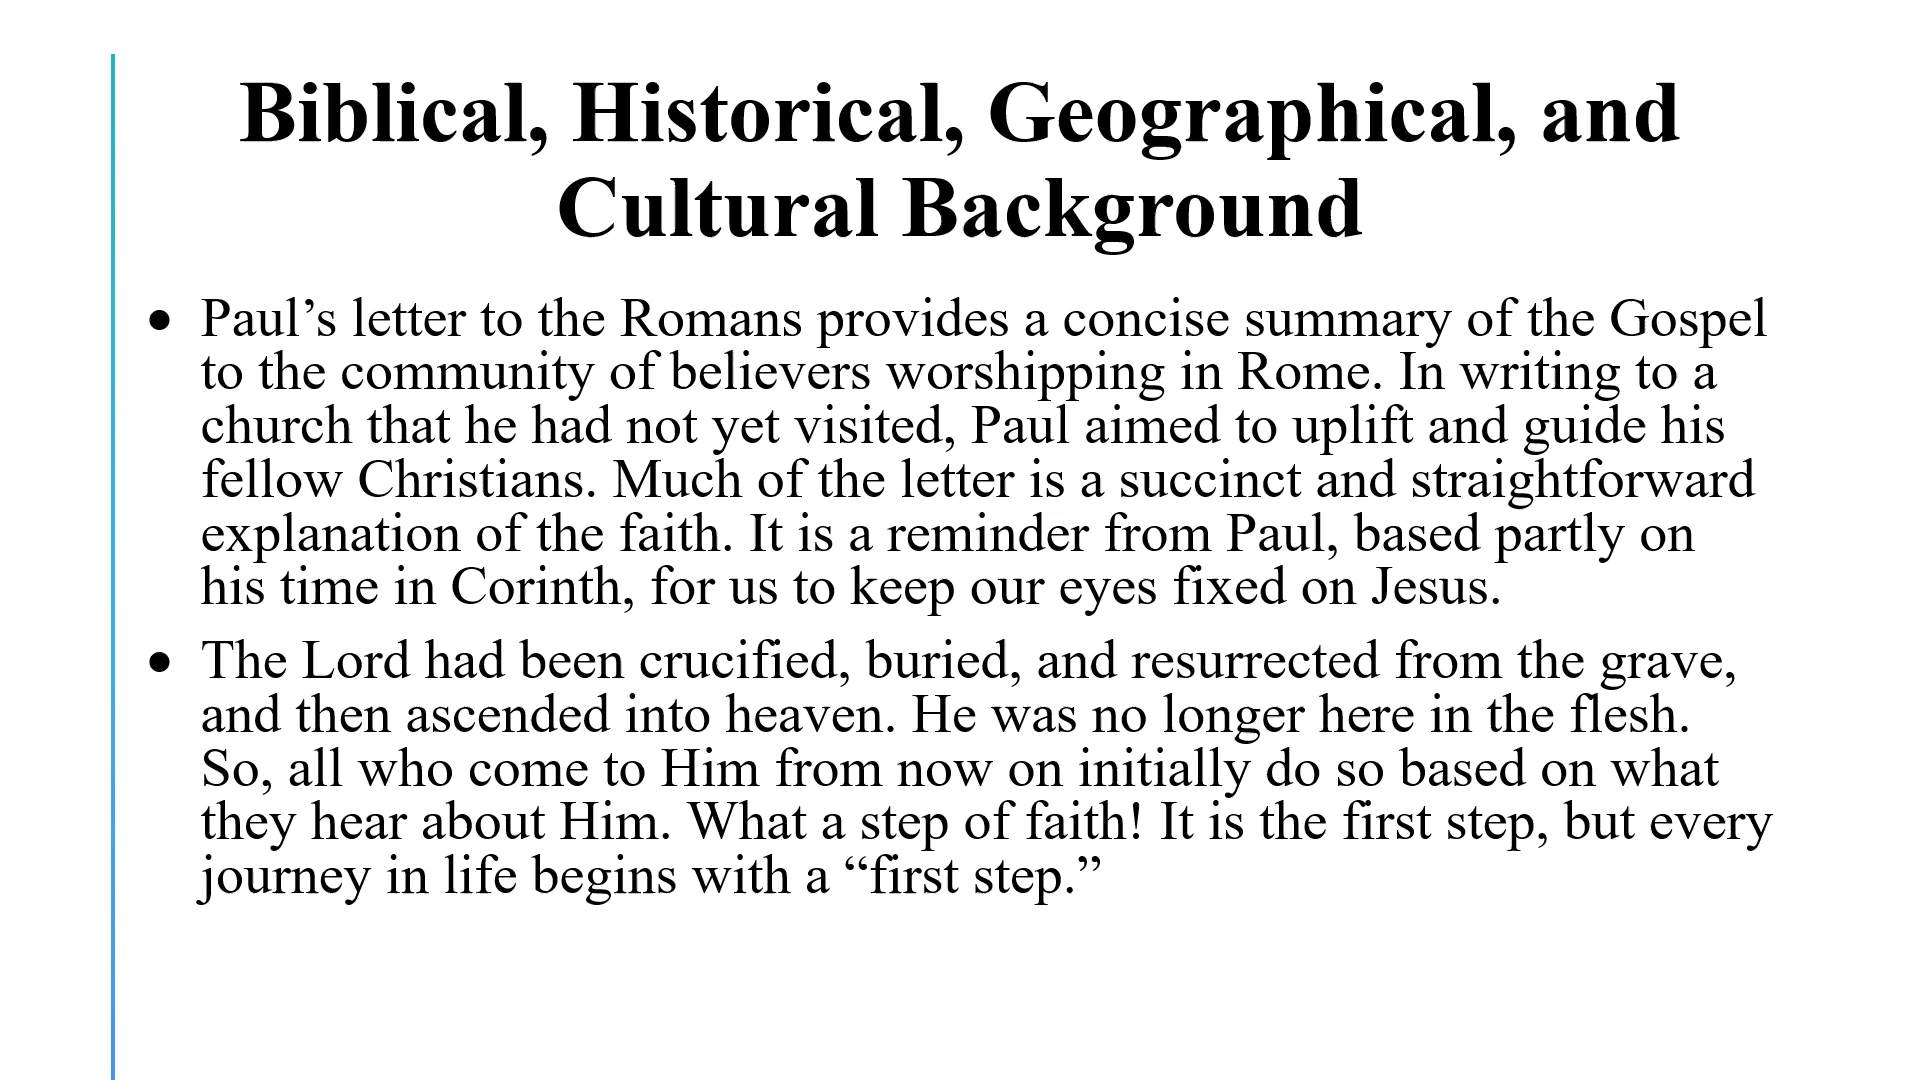 Biblical, Historical, Geographical, and
Cultural Background
• Paul’s letter to the Romans provides a concise summary of the Gospel
to the community of believers worshipping in Rome. In writing to a
church that he had not yet visited, Paul aimed to uplift and guide his
fellow Christians. Much of the letter is a succinct and straightforward
explanation of the faith. It is a reminder from Paul, based partly on
his time in Corinth, for us to keep our eyes fixed on Jesus.
• The Lord had been crucified, buried, and resurrected from the grave,
and then ascended into heaven. He was no longer here in the flesh.
So, all who come to Him from now on initially do so based on what
they hear about Him. What a step of faith! It is the first step, but every
journey in life begins with a “first step.”